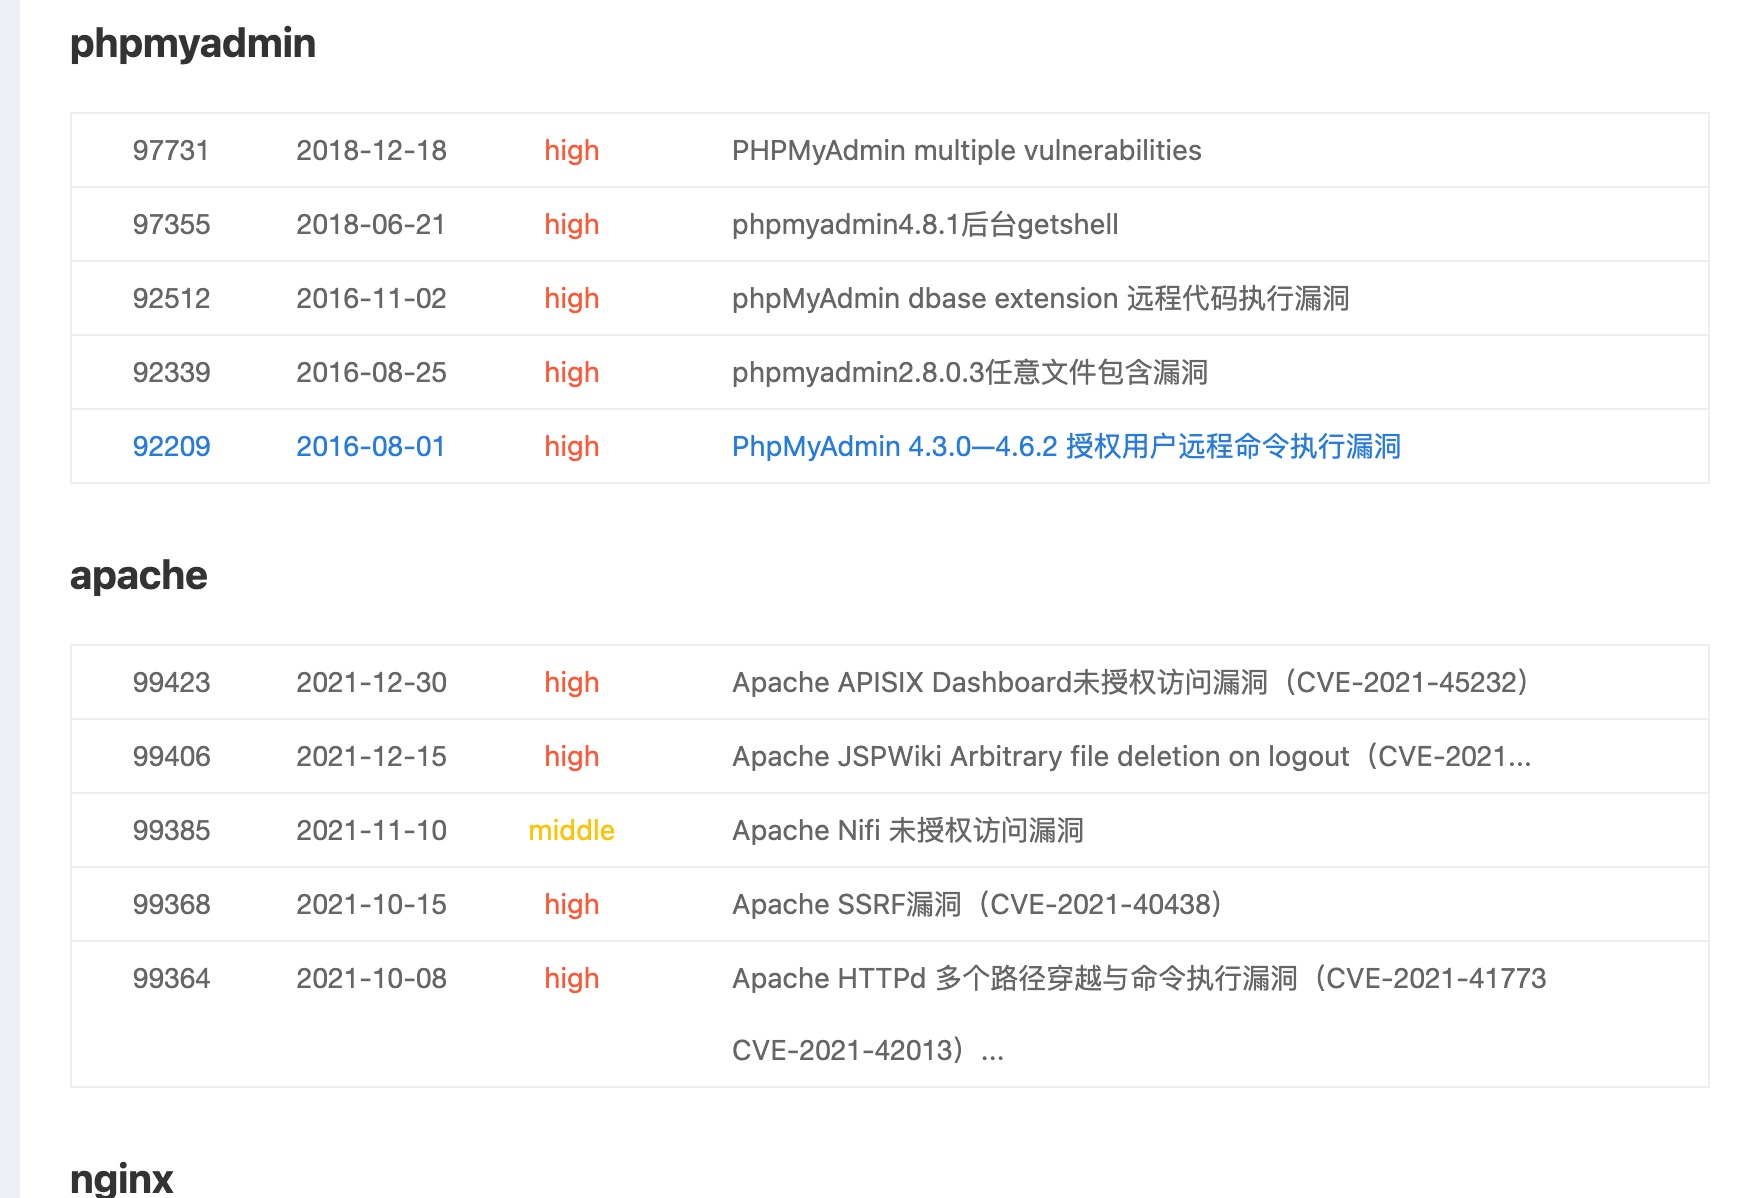 phpmyadmin
97731 2018-12-18 high PHPMyAdmin multiple vulnerabilities
97355 2018-06-21 high phpmyadmin4.8.1后台getshell
92512 2016-11-02 high phpMyAdmin dbase extension 远程代码执行漏洞
92339 2016-08-25 high phpmyadmin2.8.0.3任意文件包含漏洞
92209 2016-08-01 high PhpMyAdmin 4.3.0—4.6.2 授权用户远程命令执行漏洞
apache
99423 2021-12-30 high Apache APISIX Dashboard未授权访问漏洞（CVE-2021-45232）
99406 2021-12-15 high Apache JSPWiki Arbitrary file deletion on logout（CVE-2021...
99385 2021-11-10 middle Apache Nifi 未授权访问漏洞
99368 2021-10-15 high Apache SSRF漏洞（CVE-2021-40438）
99364 2021-10-08 high Apache HTTPd 多个路径穿越与命令执行漏洞（CVE-2021-41773
CVE-2021-42013）...
nginx